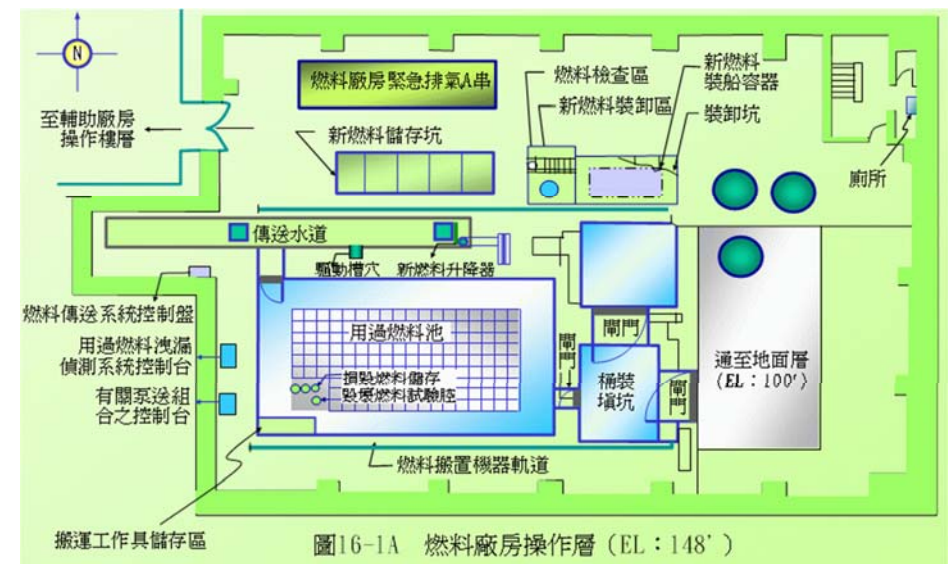 N
燃料廠房緊急排氣A串
燃料檢查區
新燃料裝卸區
新燃料
裝船容器
裝卸坑
至輔助廠房
操作樓層
新燃料儲存坑
廁所
傳送水道
驅動槽穴
新燃料升降器
燃料傳送系統控制盤
用過燃料池
閘門
閘門
用過燃料洩漏
偵測系統控制台
損毀燃料儲存
毀壞燃料試驗腔
桶裝
塡坑
閘門
通至地面層
(EL：100')
有關泵送組
合之控制台
燃料搬置機器軌道
搬運工作具儲存區
圖16-1A 燃料廠房操作層（EL：148'）